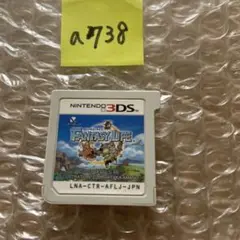 a738
NINTENDO 3DS
FANTASY LIFE
LNA-CTR-AFLJ-JPN